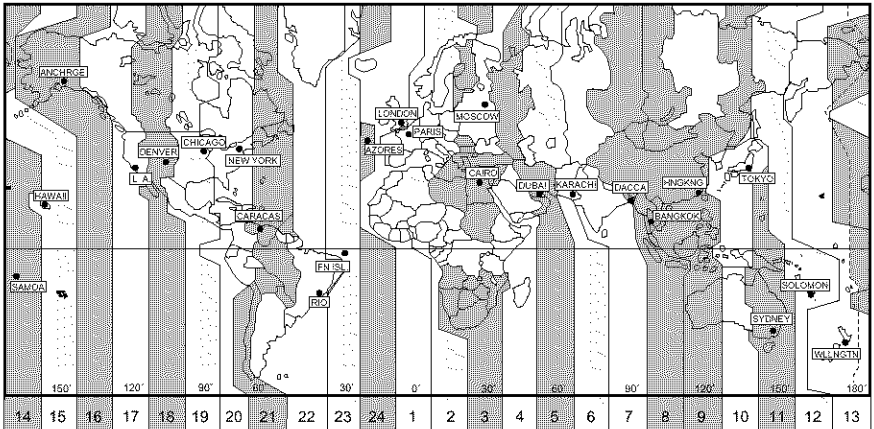 ANCHRGE
LONDON
MOSCOW
PARIS
CHICAGO
DENVER
NEW YORK
AZORES
L.A.
CAIRO
DUBAI
KARACHI
DACCA
HNGKNG
TOKYO
HAWAII
CARACAS
BANGKOK
FN ISL.
SAMOA
RIO
SOLOMON
SYDNEY
WLLNGTN
150° 120° 90° 60° 30° 0° 30° 60° 90° 120° 150° 180°
14 15 16 17 18 19 20 21 22 23 24 1 2 3 4 5 6 7 8 9 10 11 12 13